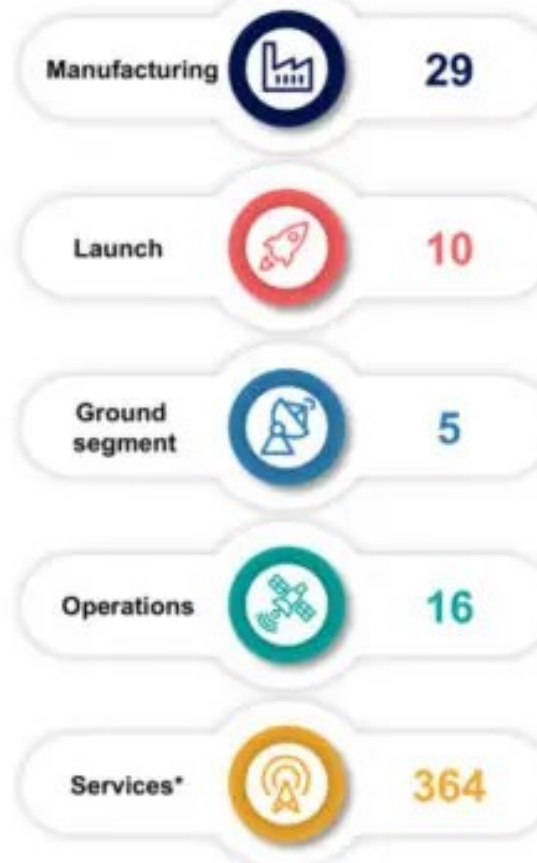 Manufacturing 29
Launch 10
Ground
segment 5
Operations 16
Services* 364